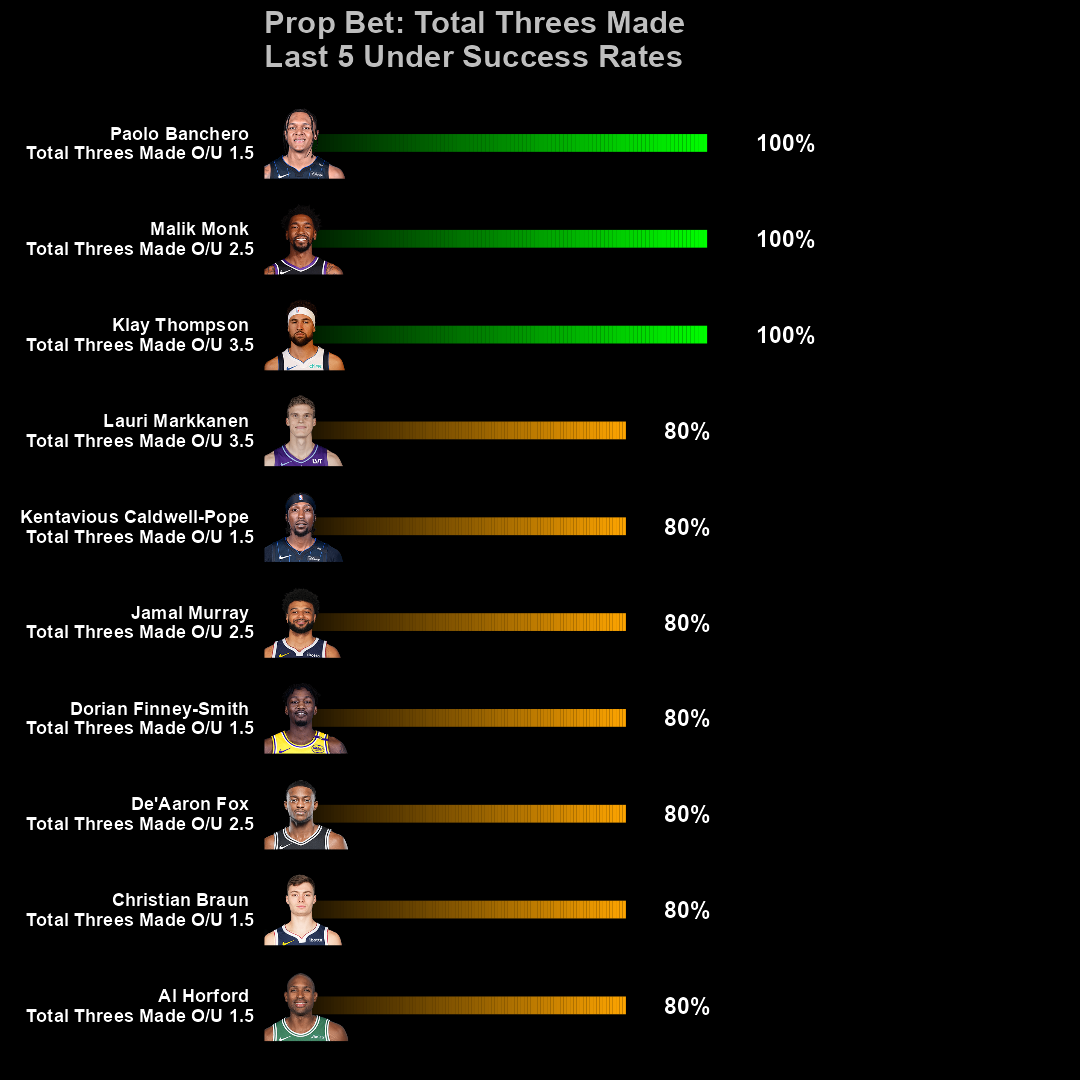 Prop Bet: Total Threes Made
Last 5 Under Success Rates
Paolo Banchero
Total Threes Made O/U 1.5
100%
Malik Monk
Total Threes Made O/U 2.5
100%
Klay Thompson
Total Threes Made O/U 3.5
100%
Lauri Markkanen
Total Threes Made O/U 3.5
80%
Kentavious Caldwell-Pope
Total Threes Made O/U 1.5
80%
Jamal Murray
Total Threes Made O/U 2.5
80%
Dorian Finney-Smith
Total Threes Made O/U 1.5
80%
De'Aaron Fox
Total Threes Made O/U 2.5
80%
Christian Braun
Total Threes Made O/U 1.5
80%
Al Horford
Total Threes Made O/U 1.5
80%